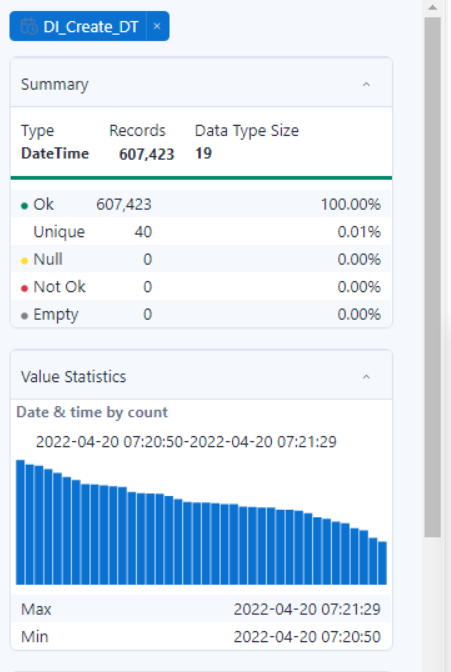 DI_Create_DT ×
Summary
Type Records Data Type Size
DateTime 607,423 19
Ok 607,423 100.00%
Unique 40 0.01%
Null 0 0.00%
Not Ok 0 0.00%
Empty 0 0.00%
Value Statistics
Date & time by count
2022-04-20 07:20:50-2022-04-20 07:21:29
Max 2022-04-20 07:21:29
Min 2022-04-20 07:20:50